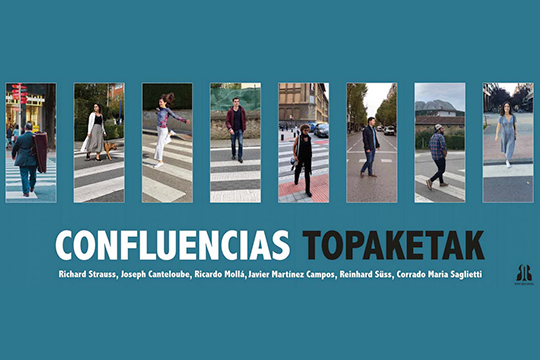 CONFLUENCIAS TOPAKETAK
Richard Strauss, Joseph Canteloube, Ricardo Mollá, Javier Martínez Campos, Reinhard Süss, Corrado Maria Saglietti